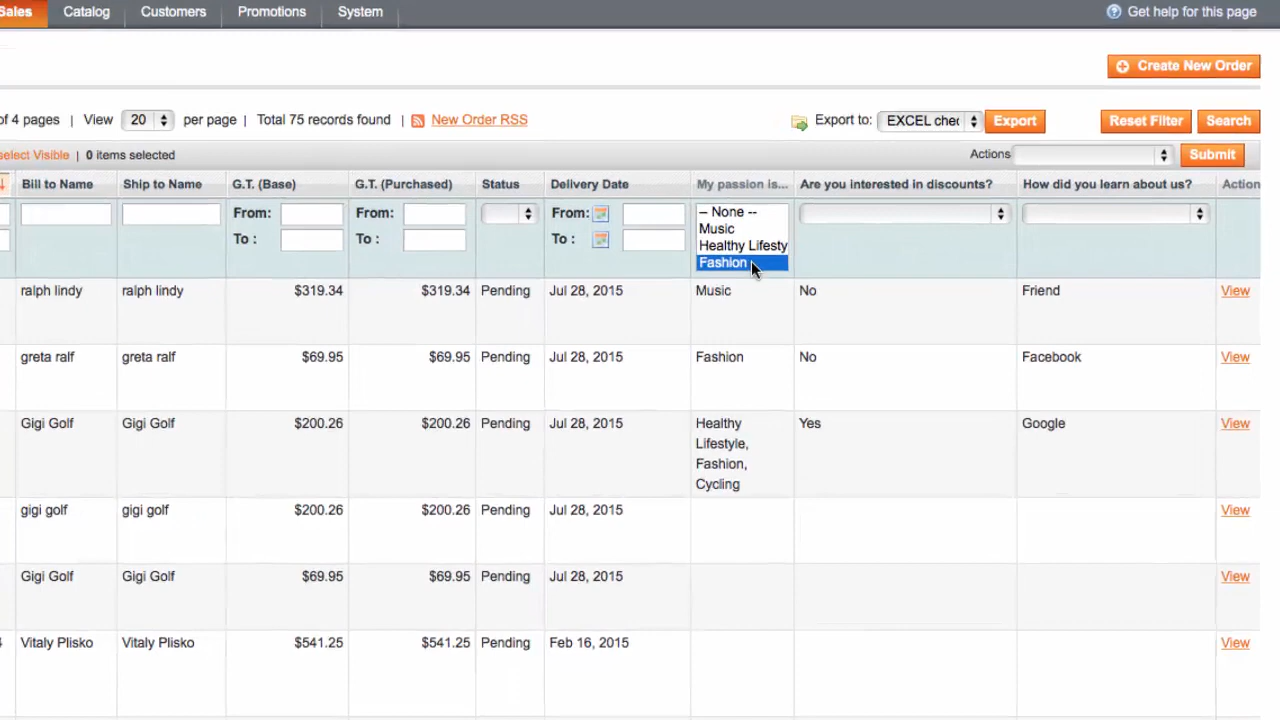 Sales Catalog Customers Promotions System Get help for this page
Create New Order
of 4 pages | View 20 per page | Total 75 records found | New Order RSS Export to: EXCEL chec Export Reset Filter Search
select Visible | 0 items selected Actions Submit
Bill to Name Ship to Name G.T. (Base) G.T. (Purchased) Status Delivery Date My passion is... Are you interested in discounts? How did you learn about us? Action
From: From: From: -- None --
Music
To : To : To : Healthy Lifesty
Fashion
ralph lindy ralph lindy $319.34 $319.34 Pending Jul 28, 2015 Music No Friend View
greta ralf greta ralf $69.95 $69.95 Pending Jul 28, 2015 Fashion No Facebook View
Gigi Golf Gigi Golf $200.26 $200.26 Pending Jul 28, 2015 Healthy Yes Google View
Lifestyle,
Fashion,
Cycling
gigi golf gigi golf $200.26 $200.26 Pending Jul 28, 2015 View
Gigi Golf Gigi Golf $69.95 $69.95 Pending Jul 28, 2015 View
4 Vitaly Plisko Vitaly Plisko $541.25 $541.25 Pending Feb 16, 2015 View